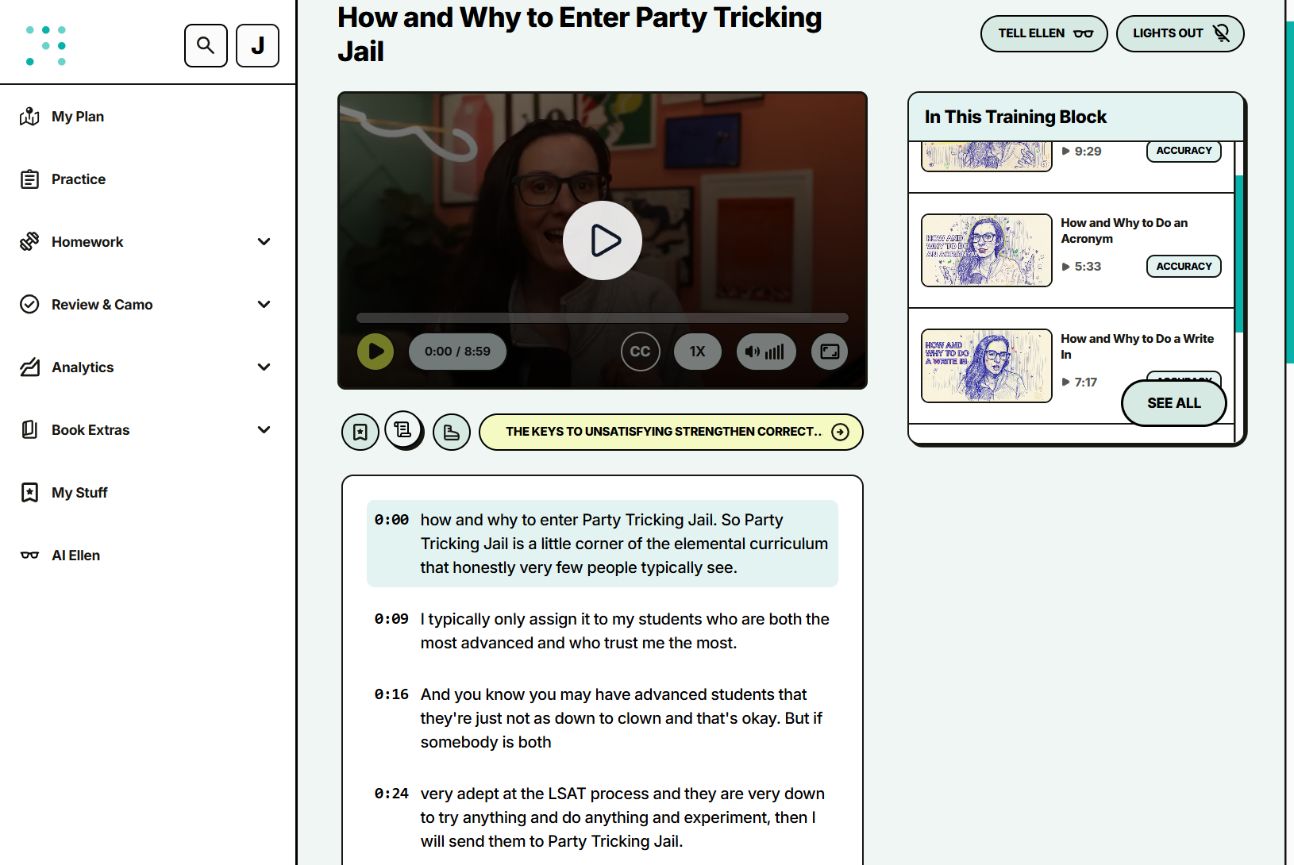 J
My Plan
Practice
Homework
Review & Camo
Analytics
Book Extras
My Stuff
AI Ellen
How and Why to Enter Party Tricking
Jail
TELL ELLEN
LIGHTS OUT
0:00 / 8:59
CC
1X
THE KEYS TO UNSATISFYING STRENGTHEN CORRECT..
0:00 how and why to enter Party Tricking Jail. So Party
Tricking Jail is a little corner of the elemental curriculum
that honestly very few people typically see.
0:09 I typically only assign it to my students who are both the
most advanced and who trust me the most.
0:16 And you know you may have advanced students that
they're just not as down to clown and that's okay. But if
somebody is both
0:24 very adept at the LSAT process and they are very down
to try anything and do anything and experiment, then I
will send them to Party Tricking Jail.
In This Training Block
9:29
ACCURACY
HOW AND
WHY TO DO
AN ACRONYM
How and Why to Do an
Acronym
5:33
ACCURACY
HOW AND
WHY TO DO
A WRITE IN
How and Why to Do a Write
In
7:17
ACCURACY
SEE ALL